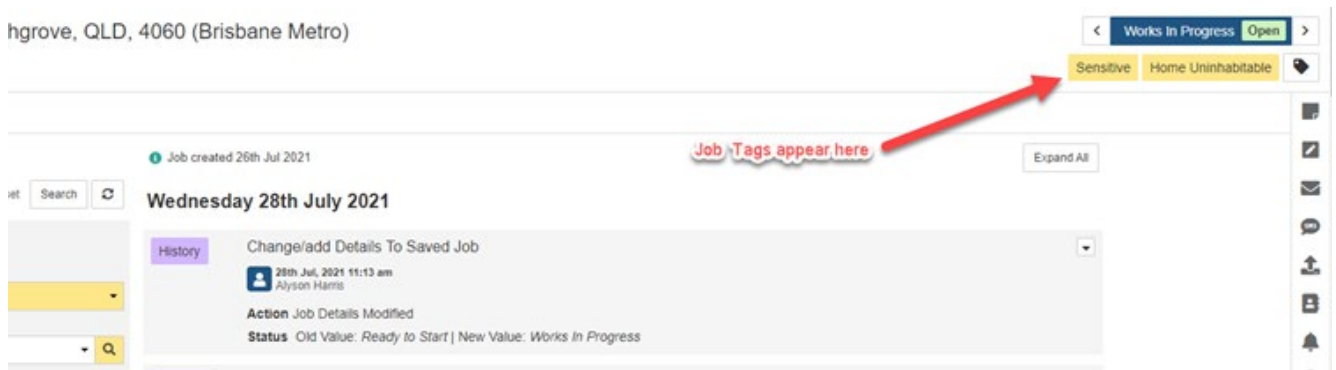 hgrove, QLD, 4060 (Brisbane Metro)
Works In Progress Open
Sensitive Home Uninhabitable
Job Tags appear here
Job created 26th Jul 2021
Expand All
Search
Wednesday 28th July 2021
History
Change/add Details To Saved Job
28th Jul, 2021 11:13 am
Alyson Harris
Action Job Details Modified
Status Old Value: Ready to Start | New Value: Works In Progress